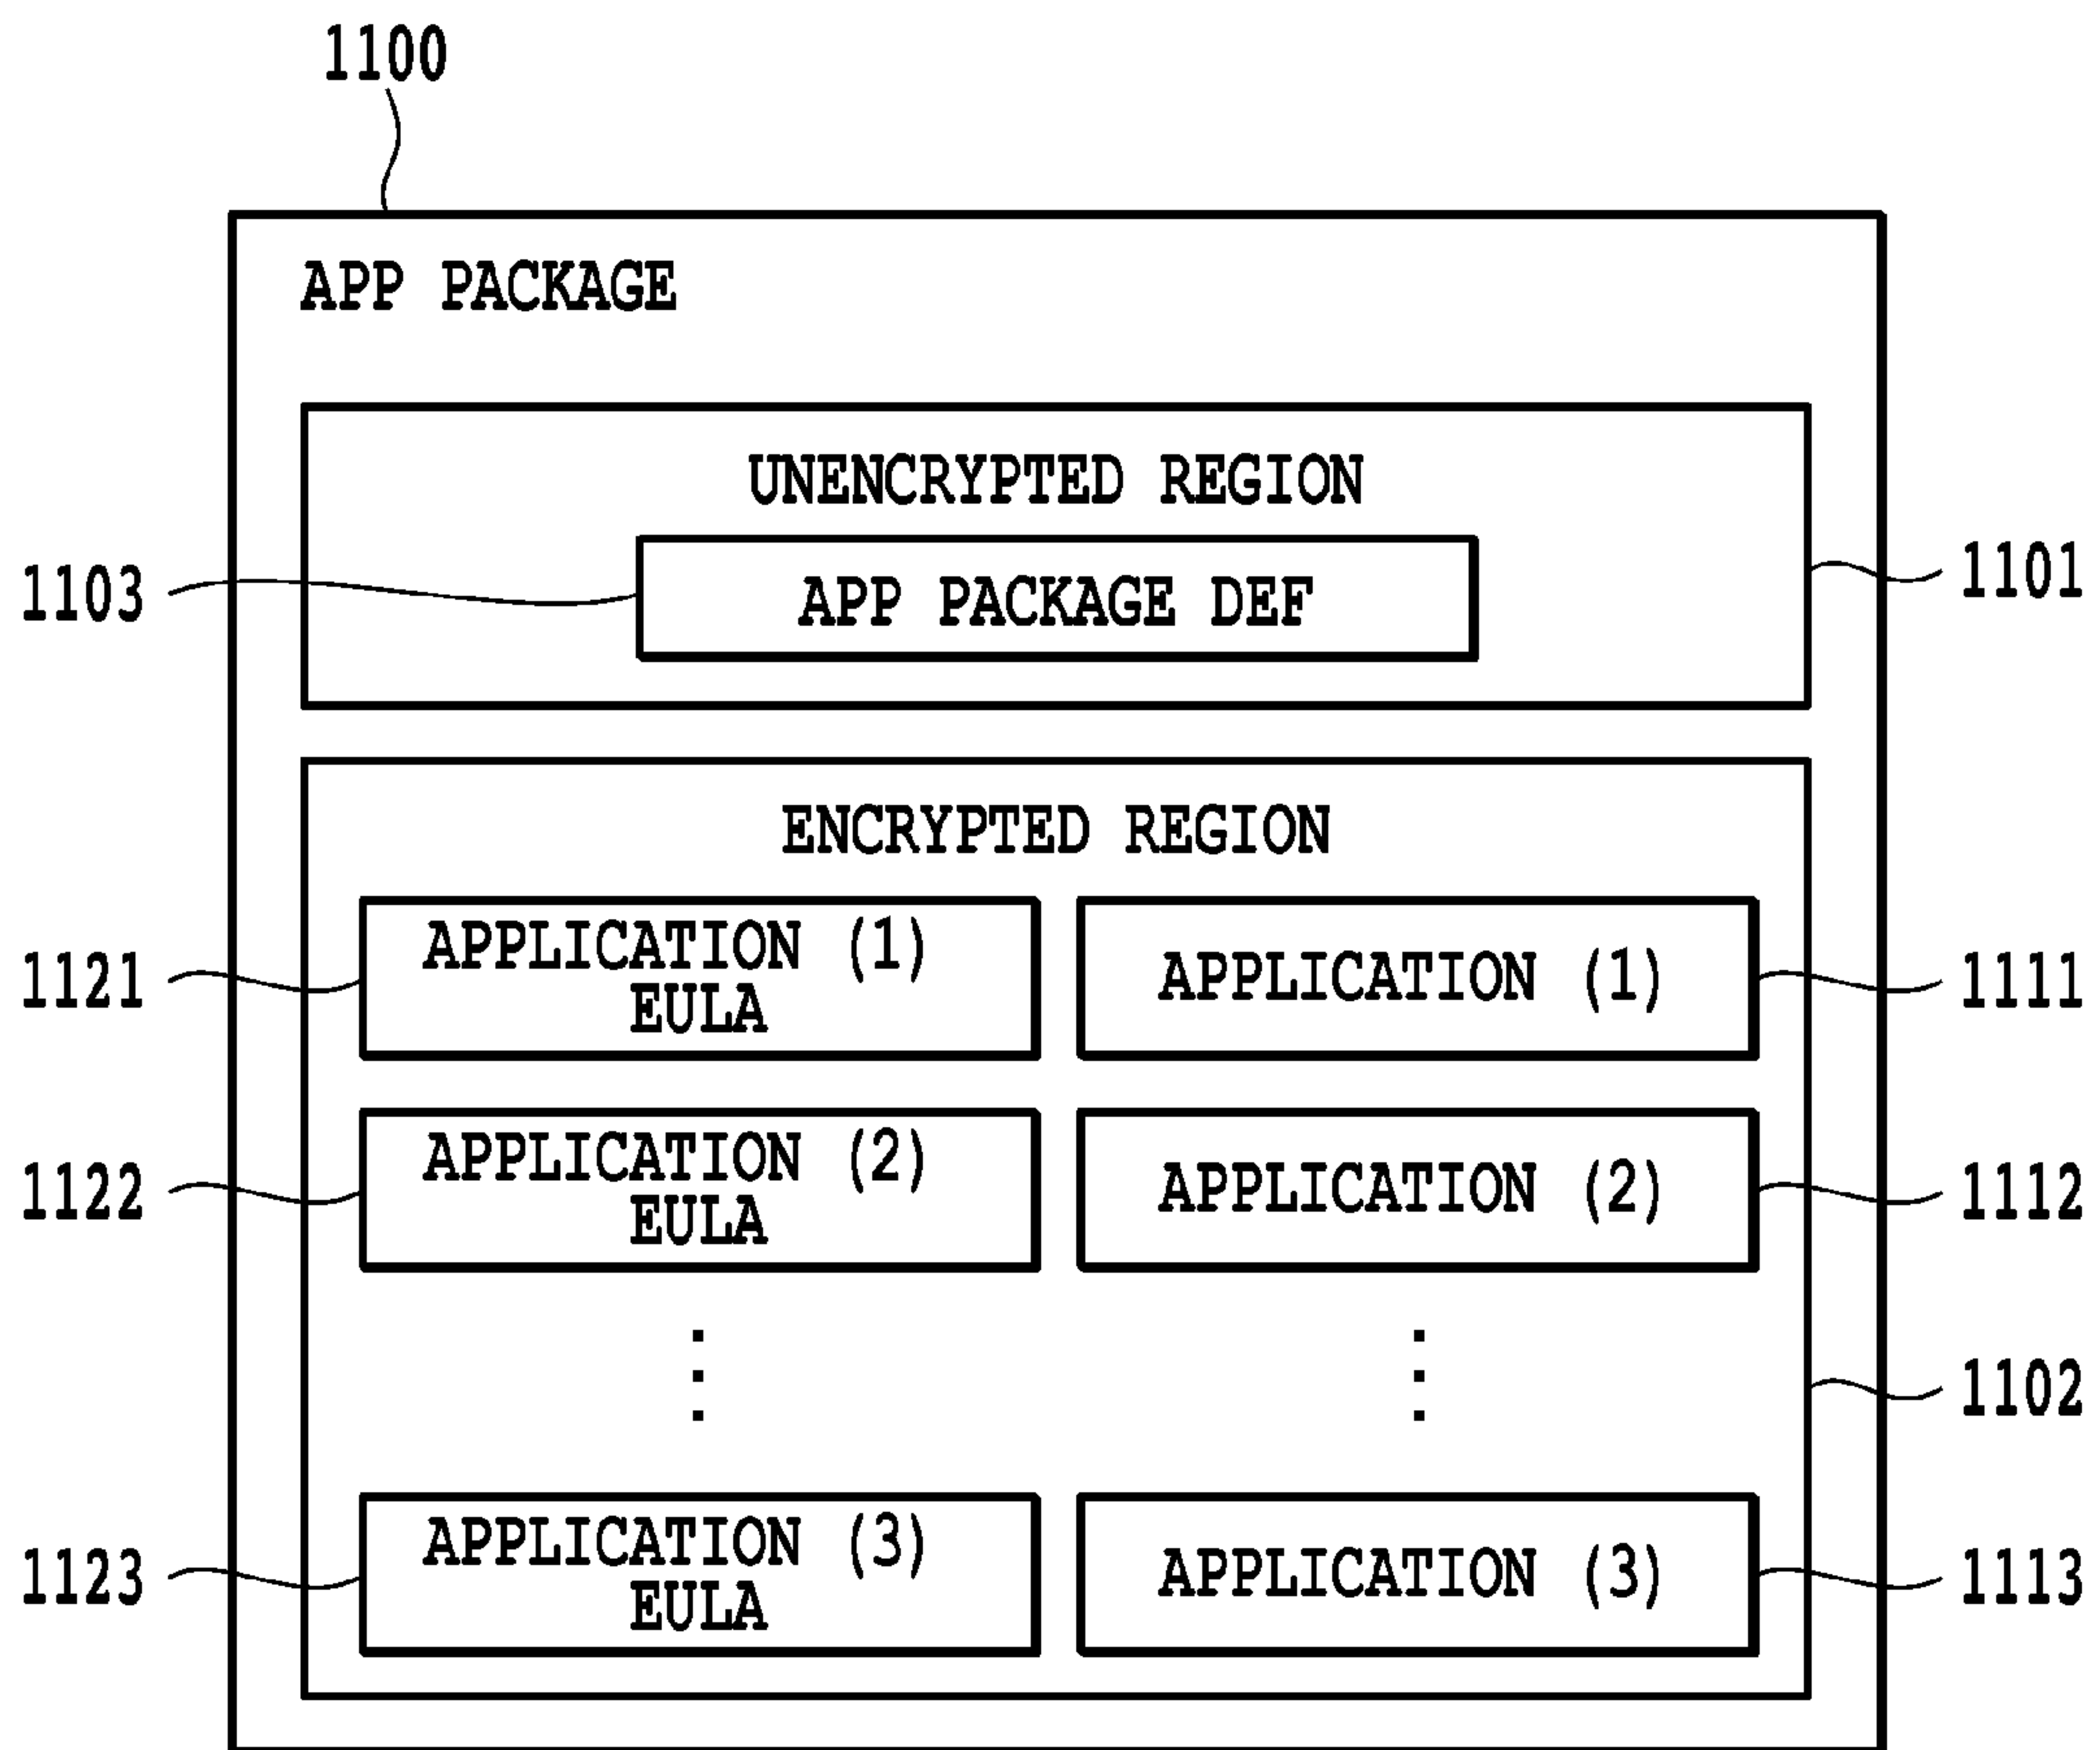 1100
APP PACKAGE
UNENCRYPTED REGION
1103
APP PACKAGE DEF
1101
ENCRYPTED REGION
1121
APPLICATION (1)
EULA
APPLICATION (1)
1111
1122
APPLICATION (2)
EULA
APPLICATION (2)
1112
1102
1123
APPLICATION (3)
EULA
APPLICATION (3)
1113